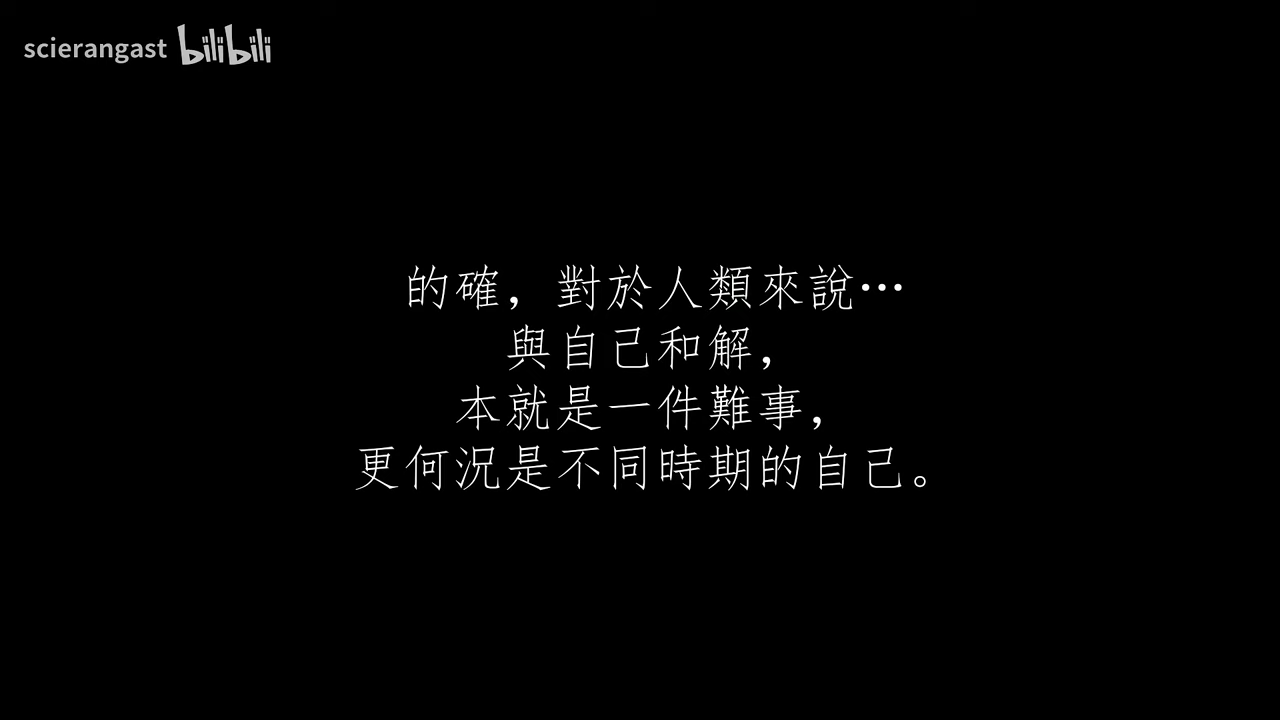 scierangast bilibili
的確，對於人類來說…
與自己和解，
本就是一件難事，
更何況是不同時期的自己。